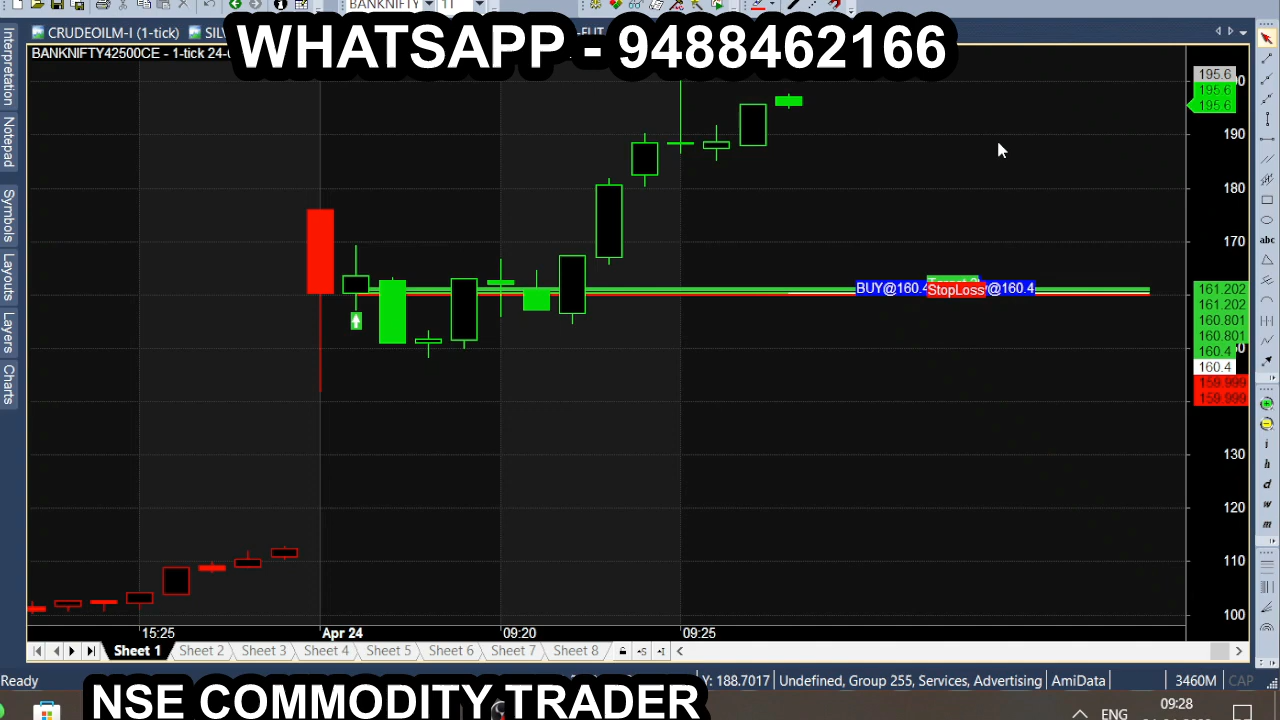 BANKNIFTY 11
CRUDEOILM-I (1-tick) SIL -FUT
WHATSAPP - 9488462166
BANKNIFTY42500CE - 1-tick 24-0
Interpretation
Notepad
Symbols
Layouts
Layers
Charts
195.6
195.6
195.6
190
180
170
BUY@160.4 StopLoss @160.4
161.202
161.202
160.801
160.801
160.4
160.4
159.999
159.999
130
120
110
100
15:25 Apr 24 09:20 09:25
Sheet 1 Sheet 2 Sheet 3 Sheet 4 Sheet 5 Sheet 6 Sheet 7 Sheet 8
Ready Y: 188.7017 Undefined, Group 255, Services, Advertising AmiData 3460M CAP
NSE COMMODITY TRADER
ENG 09:28